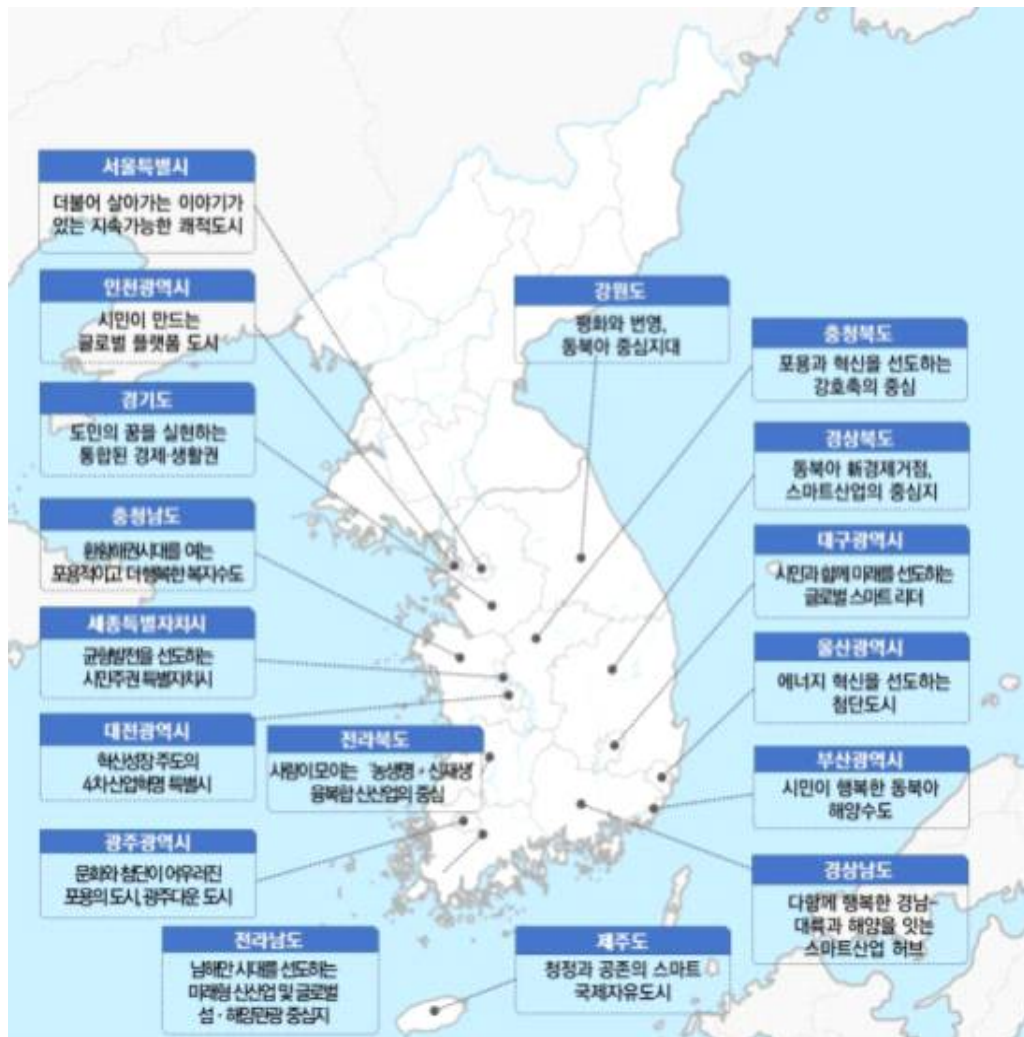 서울특별시
더불어 살아가는 이야기가
있는 지속가능한 쾌적도시
인천광역시
시민이 만드는
글로벌 플랫폼 도시
경기도
도민의 꿈을 실현하는
통합된 경제·생활권
충청남도
환황해권시대를 여는
포용적이고 더 행복한 복지수도
세종특별자치시
균형발전을 선도하는
시민주권 특별자치시
대전광역시
혁신성장 주도의
4차산업혁명 특별시
전라북도
사람이 모이는 '농생명·신재생'
융복합 신산업의 중심
광주광역시
문화와 첨단이 어우러진
포용의 도시, 광주다운 도시
전라남도
남해안 시대를 선도하는
미래형 신산업 및 글로벌
섬·해양관광 중심지
제주도
청정과 공존의 스마트
국제자유도시
강원도
평화와 번영,
동북아 중심지대
충청북도
포용과 혁신을 선도하는
강호축의 중심
경상북도
동북아 新경제거점,
스마트산업의 중심지
대구광역시
시민과 함께 미래를 선도하는
글로벌 스마트 리더
울산광역시
에너지 혁신을 선도하는
첨단도시
부산광역시
시민이 행복한 동북아
해양수도
경상남도
다함께 행복한 경남-
대륙과 해양을 잇는
스마트산업 허브